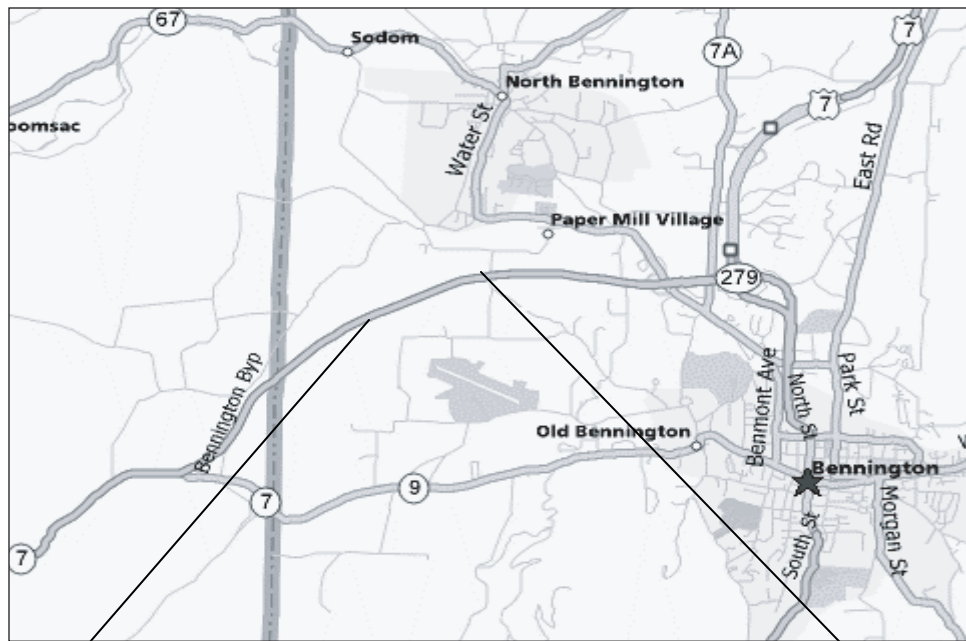 67
Sodom
7
7A
North Bennington
7
oomsac
Water St
East Rd
Paper Mill Village
279
Bennington Byp
Benmont Ave
North St
Park St
Old Bennington
Bennington
9
7
7
South St
Morgan St